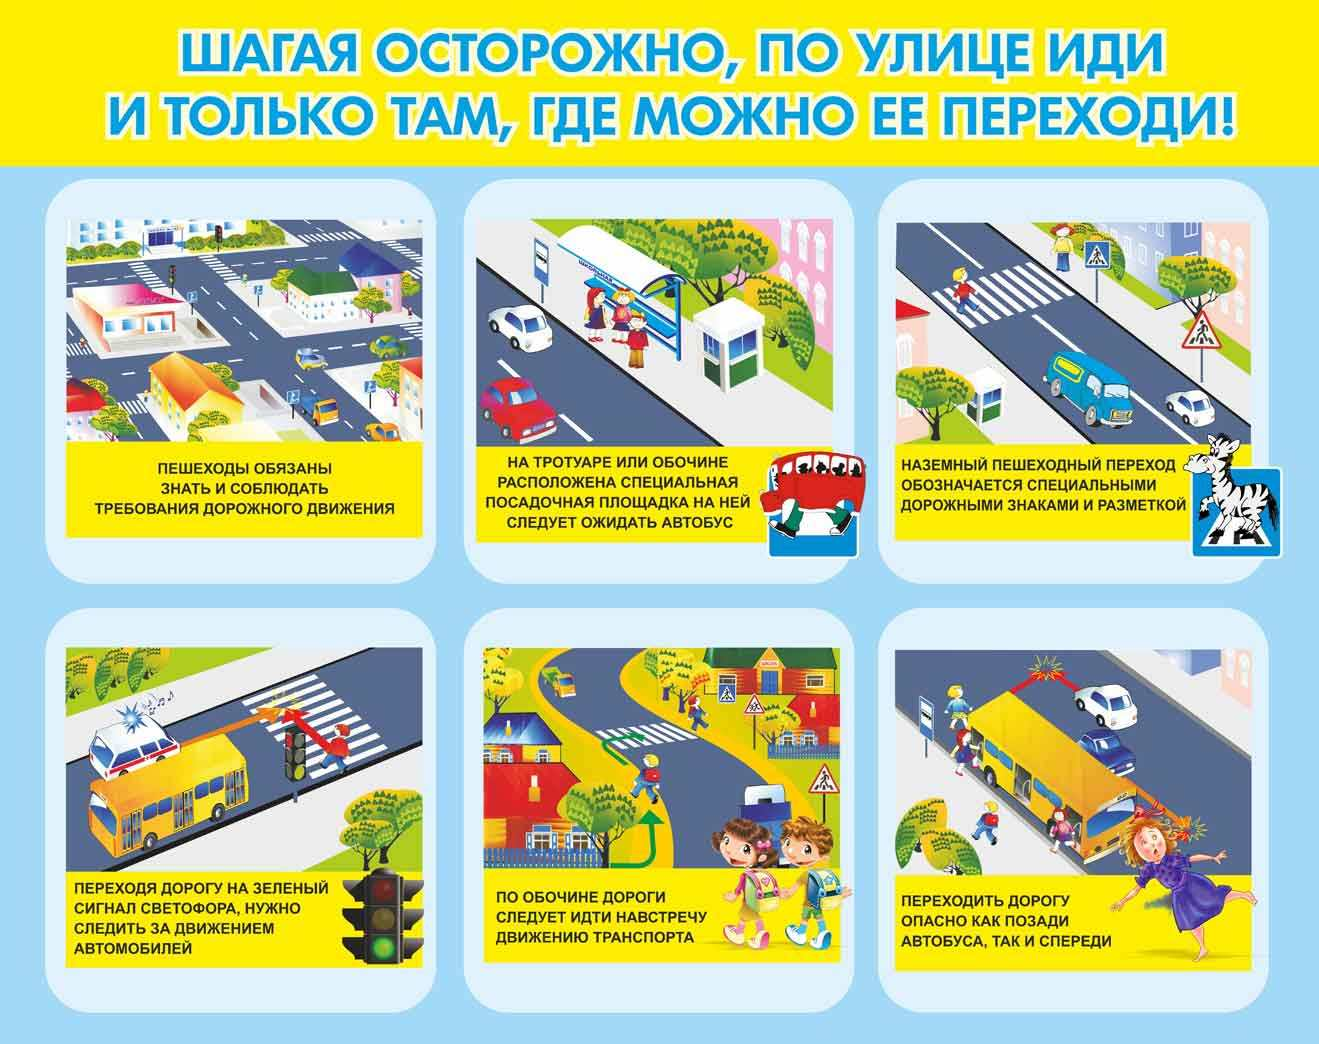 ШАГАЯ ОСТОРОЖНО, ПО УЛИЦЕ ИДИ
И ТОЛЬКО ТАМ, ГДЕ МОЖНО ЕЕ ПЕРЕХОДИ!
ПЕШЕХОДЫ ОБЯЗАНЫ
ЗНАТЬ И СОБЛЮДАТЬ
ТРЕБОВАНИЯ ДОРОЖНОГО ДВИЖЕНИЯ
ШКОЛЬНАЯ
НА ТРОТУАРЕ ИЛИ ОБОЧИНЕ
РАСПОЛОЖЕНА СПЕЦИАЛЬНАЯ
ПОСАДОЧНАЯ ПЛОЩАДКА НА НЕЙ
СЛЕДУЕТ ОЖИДАТЬ АВТОБУС
НАЗЕМНЫЙ ПЕШЕХОДНЫЙ ПЕРЕХОД
ОБОЗНАЧАЕТСЯ СПЕЦИАЛЬНЫМИ
ДОРОЖНЫМИ ЗНАКАМИ И РАЗМЕТКОЙ
ПЕРЕХОДЯ ДОРОГУ НА ЗЕЛЕНЫЙ
СИГНАЛ СВЕТОФОРА, НУЖНО
СЛЕДИТЬ ЗА ДВИЖЕНИЕМ
АВТОМОБИЛЕЙ
ШКОЛА
ПО ОБОЧИНЕ ДОРОГИ
СЛЕДУЕТ ИДТИ НАВСТРЕЧУ
ДВИЖЕНИЮ ТРАНСПОРТА
ПЕРЕХОДИТЬ ДОРОГУ
ОПАСНО КАК ПОЗАДИ
АВТОБУСА, ТАК И СПЕРЕДИ